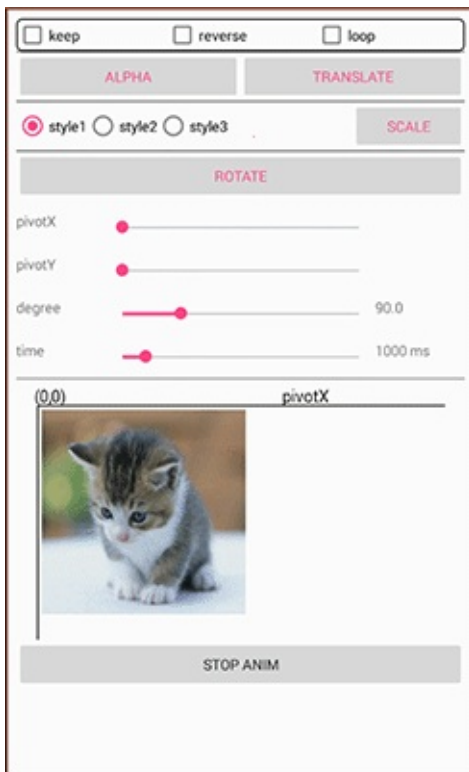 keep reverse loop
ALPHA TRANSLATE
style1 style2 style3 SCALE
ROTATE
pivotX
pivotY
degree 90.0
time 1000 ms
(0,0) pivotX
STOP ANIM